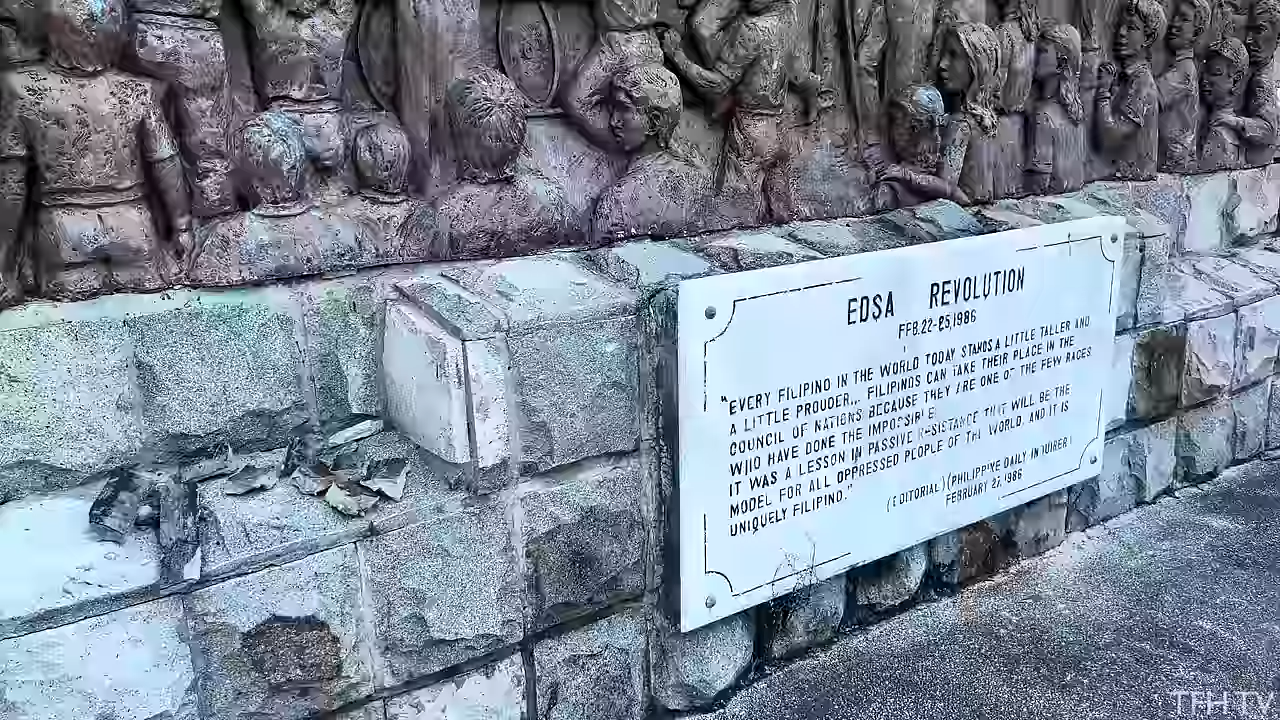 EDSA REVOLUTION
FEB.22-25,1986
"EVERY FILIPINO IN THE WORLD TODAY STANDS A LITTLE TALLER AND
A LITTLE PROUDER... FILIPINOS CAN TAKE THEIR PLACE IN THE
COUNCIL OF NATIONS BECAUSE THEY ARE ONE OF THE FEW RACES
WHO HAVE DONE THE IMPOSSIBLE
IT WAS A LESSON IN PASSIVE RESISTANCE THAT WILL BE THE
MODEL FOR ALL OPPRESSED PEOPLE OF THE WORLD, AND IT IS
UNIQUELY FILIPINO."
(EDITORIAL)(PHILIPPINE DAILY INQUIRER)
FEBRUARY 27, 1986
TFH TV